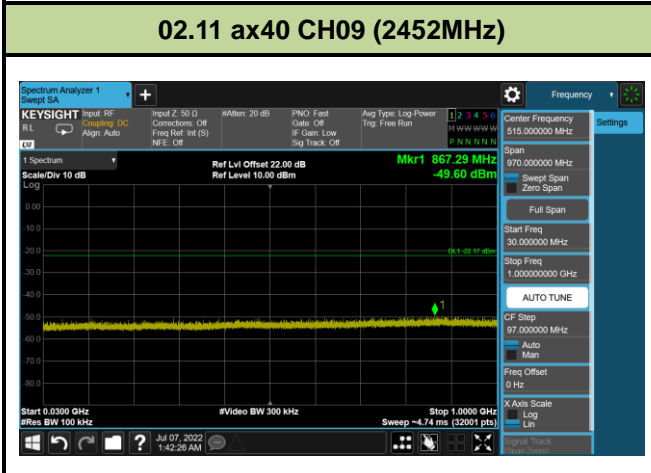 02.11 ax40 CH09 (2452MHz)
Spectrum Analyzer 1
Swept SA
+
Frequency
KEYSIGHT
RL
Input: RF
Coupling: DC
Align: Auto
Input Z: 50 Ω
Corrections: Off
Freq Ref: Int (S)
NFE: Off
#Atten: 20 dB
PNO: Fast
Gate: Off
IF Gain: Low
Sig Track: Off
Avg Type: Log-Power
Trig: Free Run
1 2 3 4 5 6
M W W W W W
P N N N N N
Center Frequency
515.000000 MHz
Settings
1 Spectrum
Scale/Div 10 dB
Log
Ref Lvl Offset 22.00 dB
Ref Level 10.00 dBm
Mkr1 867.29 MHz
-49.60 dBm
Span
970.000000 MHz
Swept Span
Zero Span
Full Span
Start Freq
30.000000 MHz
Stop Freq
1.000000000 GHz
AUTO TUNE
CF Step
97.000000 MHz
Auto
Man
Freq Offset
0 Hz
X Axis Scale
Log
Lin
Signal Track
(Span Zoom)
0.00
-10.0
-20.0
DL1 -22.17 dBm
-30.0
-40.0
1
-50.0
-60.0
-70.0
-80.0
Start 0.0300 GHz
#Res BW 100 kHz
#Video BW 300 kHz
Stop 1.0000 GHz
Sweep ~4.74 ms (32001 pts)
?
Jul 07, 2022
1:42:26 AM